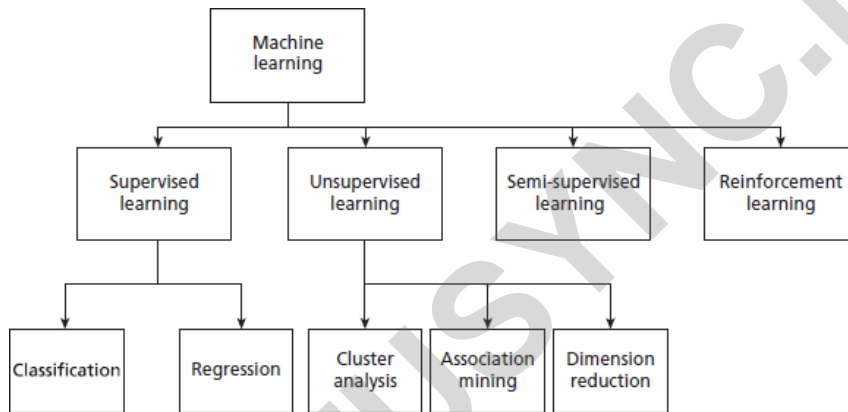 Machine
learning
Supervised
learning
Unsupervised
learning
Semi-supervised
learning
Reinforcement
learning
Classification
Regression
Cluster
analysis
Association
mining
Dimension
reduction